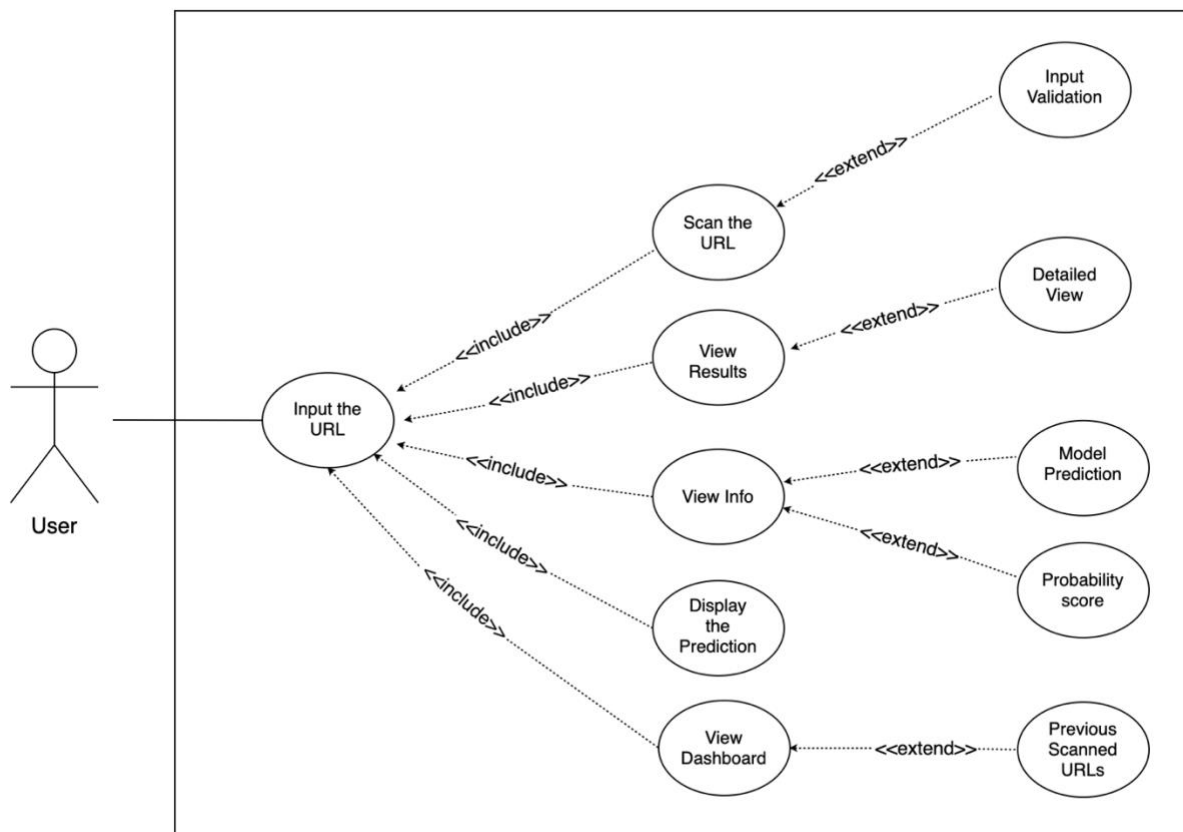 Input
Validation
<<extend>>
Scan the
URL
Detailed
View
<<extend>>
<<include>>
View
Results
<<include>>
Input the
URL
User
Model
Prediction
<<extend>>
<<include>>
View Info
<<extend>>
<<include>>
Probability
score
Display
the
Prediction
<<include>>
View
Dashboard
<<extend>>
Previous
Scanned
URLs